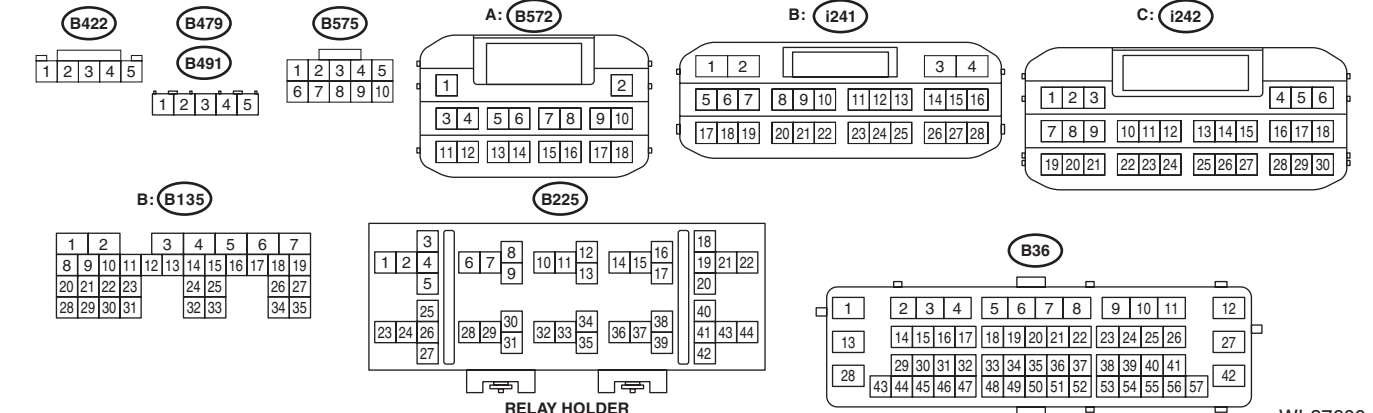 B422
1 2 3 4 5
B479
B491
1 2 3 4 5
B575
1 2 3 4 5
6 7 8 9 10
A: B572
1 2
3 4 5 6 7 8 9 10
11 12 13 14 15 16 17 18
B: i241
1 2 3 4
5 6 7 8 9 10 11 12 13 14 15 16
17 18 19 20 21 22 23 24 25 26 27 28
C: i242
1 2 3 4 5 6
7 8 9 10 11 12 13 14 15 16 17 18
19 20 21 22 23 24 25 26 27 28 29 30
B: B135
1 2 3 4 5 6 7
8 9 10 11 12 13 14 15 16 17 18 19
20 21 22 23 24 25 26 27
28 29 30 31 32 33 34 35
B225
3 8 12 16 18
1 2 4 6 7 10 11 14 15 19 21 22
5 9 13 17 20
25 30 34 38 40
23 24 26 28 29 32 33 36 37 41 43 44
27 31 35 39 42
RELAY HOLDER
B36
1 2 3 4 5 6 7 8 9 10 11 12
13 14 15 16 17 18 19 20 21 22 23 24 25 26 27
28 29 30 31 32 33 34 35 36 37 38 39 40 41 42
43 44 45 46 47 48 49 50 51 52 53 54 55 56 57